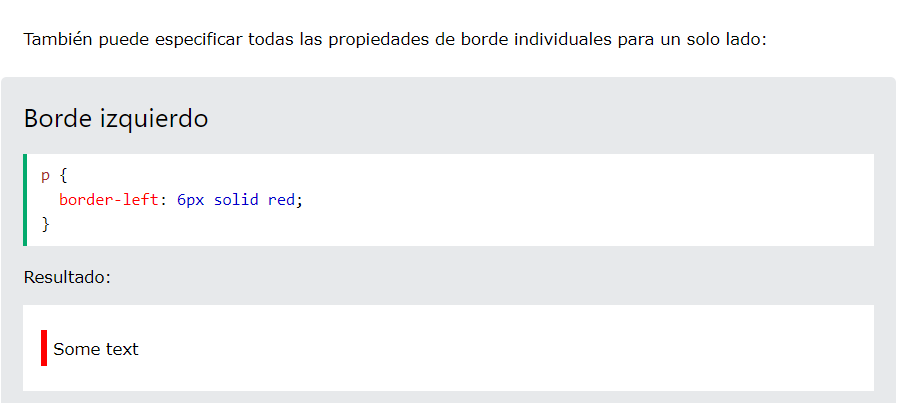 También puede especificar todas las propiedades de borde individuales para un solo lado:
Borde izquierdo
p {
  border-left: 6px solid red;
}
Resultado:
Some text